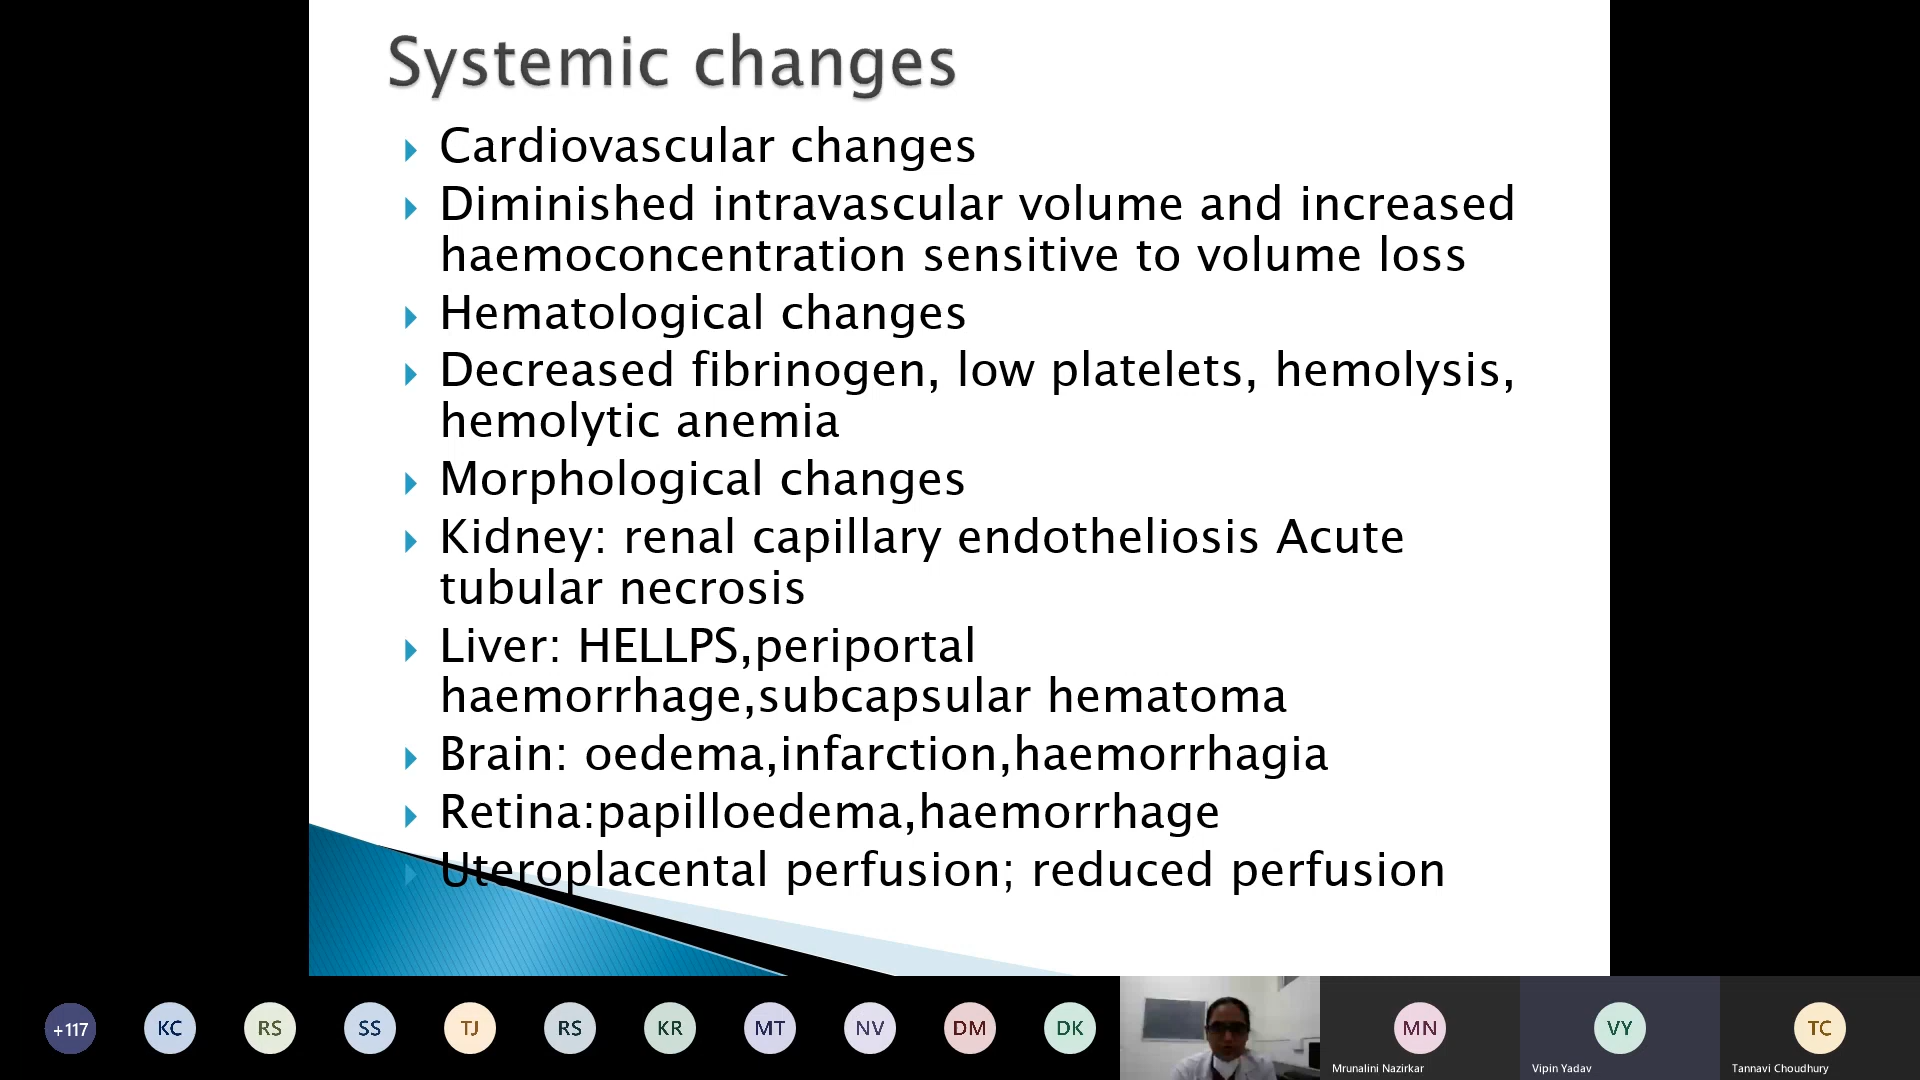 Systemic changes
Cardiovascular changes
Diminished intravascular volume and increased
haemoconcentration sensitive to volume loss
Hematological changes
Decreased fibrinogen, low platelets, hemolysis,
hemolytic anemia
Morphological changes
Kidney: renal capillary endotheliosis Acute
tubular necrosis
Liver: HELLPS,periportal
haemorrhage,subcapsular hematoma
Brain: oedema,infarction,haemorrhagia
Retina:papilloedema,haemorrhage
Uteroplacental perfusion; reduced perfusion
+117
KC
RS
SS
TJ
RS
KR
MT
NV
DM
DK
MN
VY
TC
Mrunalini Nazirkar
Vipin Yadav
Tannavi Choudhury